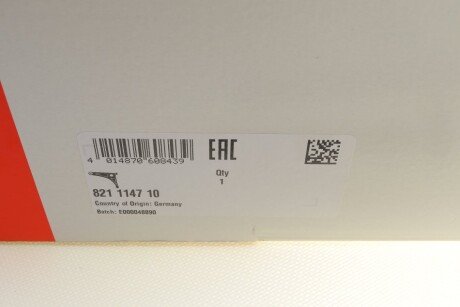 4 014870 608439
EAC
Qty
1
821 1147 10
Country of Origin: Germany
Batch: E000048890